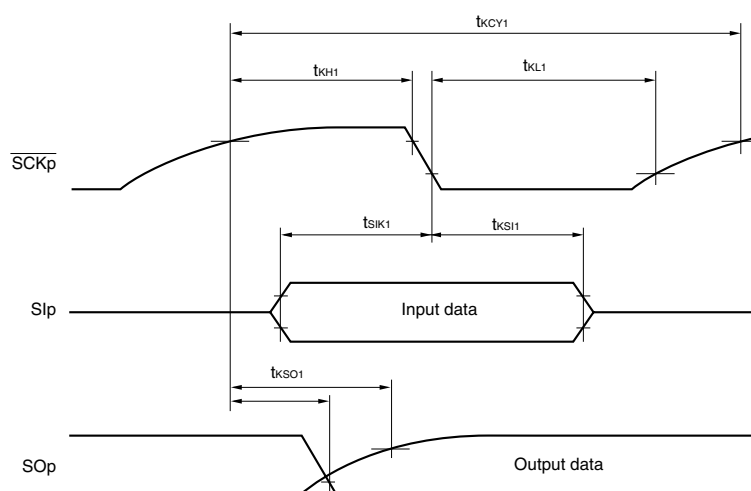 tKCY1
tKH1
tKL1
SCKp
tSIK1
tKSI1
SIp
Input data
tKSO1
SOp
Output data